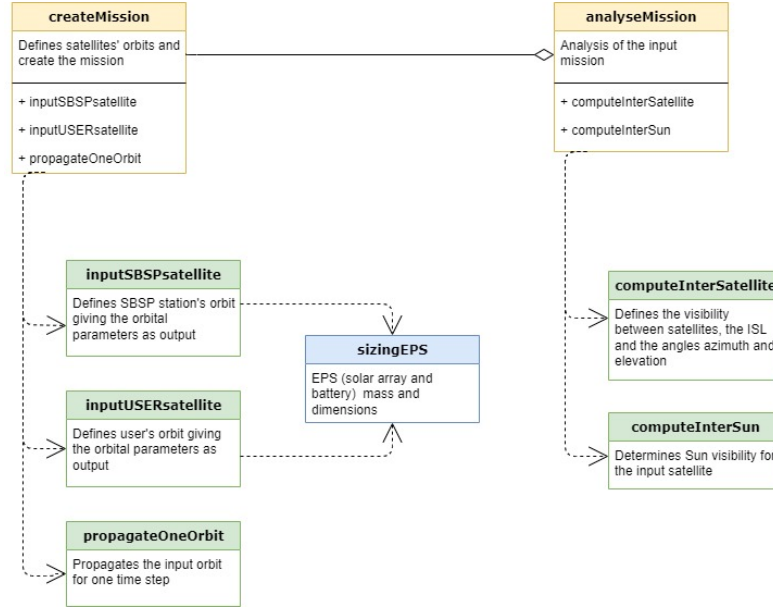 createMission
Defines satellites' orbits and
create the mission
+ inputSBSPsatellite
+ inputUSERsatellite
+ propagateOneOrbit
analyseMission
Analysis of the input
mission
+ computeInterSatellite
+ computeInterSun
inputSBSPsatellite
Defines SBSP station's orbit
giving the orbital
parameters as output
inputUSERsatellite
Defines user's orbit giving
the orbital parameters as
output
propagateOneOrbit
Propagates the input orbit
for one time step
sizingEPS
EPS (solar array and
battery) mass and
dimensions
computeInterSatellite
Defines the visibility
between satellites, the ISL
and the angles azimuth and
elevation
computeInterSun
Determines Sun visibility for
the input satellite